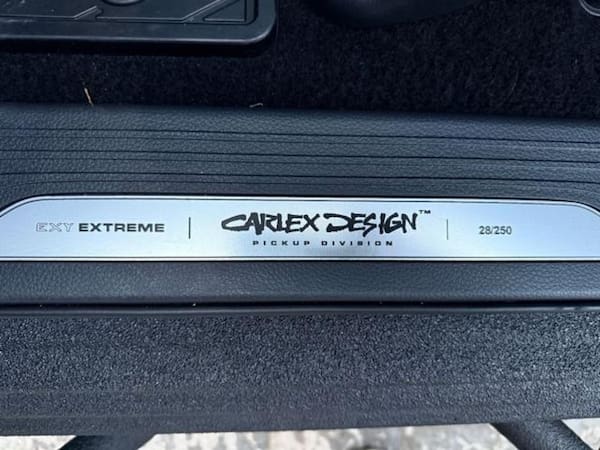 EXY EXTREME
CARLEX DESIGN™
PICKUP DIVISION
28/250